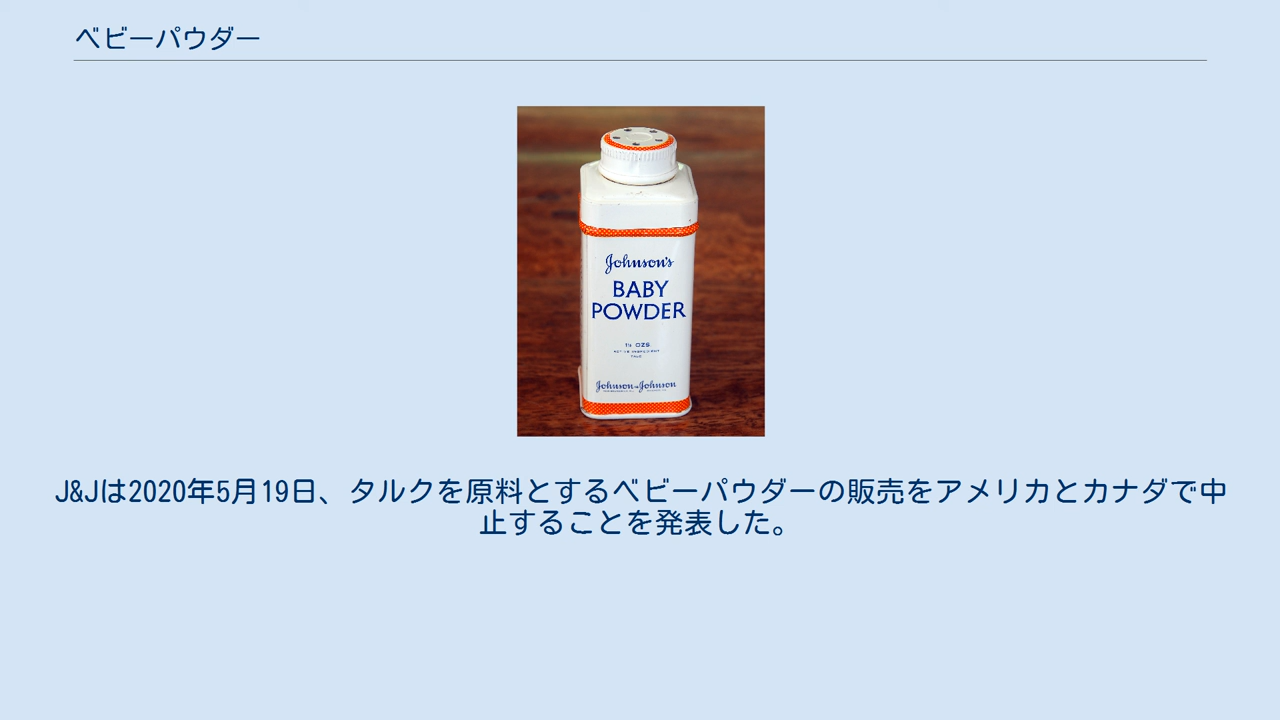 ベビーパウダー
Johnson's
BABY
POWDER
OZS
Johnson & Johnson
J&Jは2020年5月19日、タルクを原料とするベビーパウダーの販売をアメリカとカナダで中
止することを発表した。